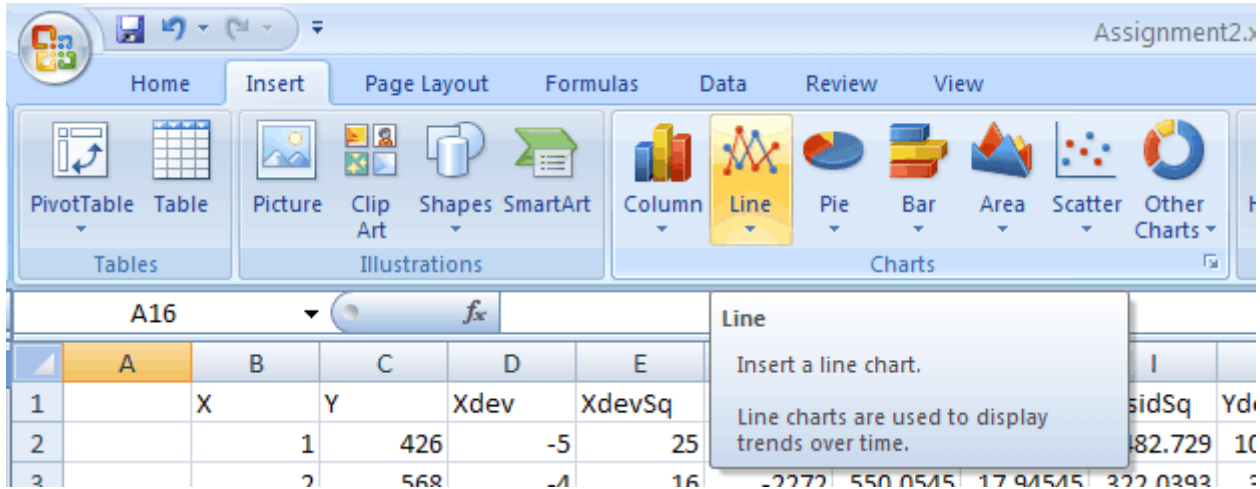 Assignment2.x
Home Insert Page Layout Formulas Data Review View
PivotTable Table Picture Clip Art Shapes SmartArt Column Line Pie Bar Area Scatter Other Charts
Tables Illustrations Charts
A16 fx
Line
Insert a line chart.
Line charts are used to display
trends over time.
A B C D E I
1 X Y Xdev XdevSq sidSq Yde
2 1 426 -5 25 482.729 10
3 2 568 -4 16 -2272 550.0545 17.94545 322.0393